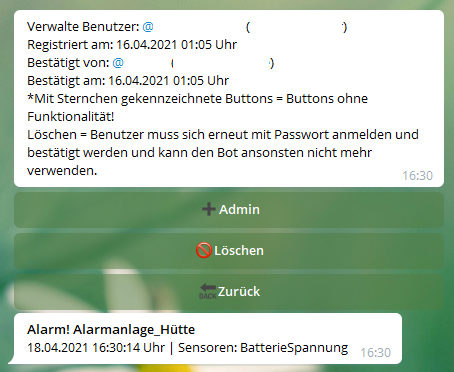 Verwalte Benutzer: @ ( )
Registriert am: 16.04.2021 01:05 Uhr
Bestätigt von: @ ( )
Bestätigt am: 16.04.2021 01:05 Uhr
*Mit Sternchen gekennzeichnete Buttons = Buttons ohne
Funktionalität!
Löschen = Benutzer muss sich erneut mit Passwort anmelden und
bestätigt werden und kann den Bot ansonsten nicht mehr
verwenden.
16:30
➕Admin
🚫Löschen
🔙Zurück
Alarm! Alarmanlage_Hütte
18.04.2021 16:30:14 Uhr | Sensoren: BatterieSpannung 16:30